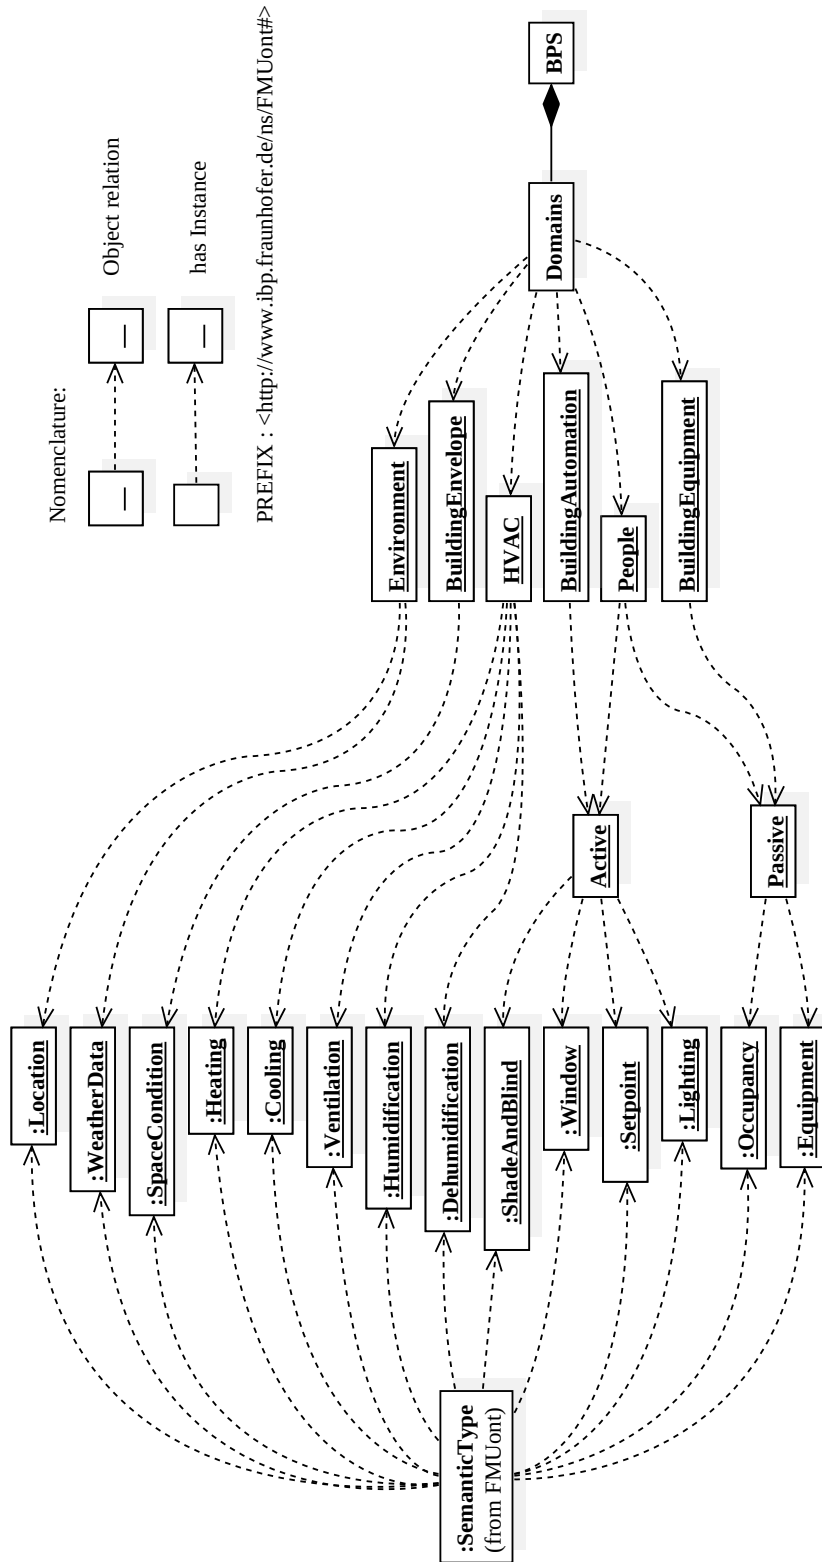 Nomenclature:
Object relation
has Instance
PREFIX : <http://www.ibp.fraunhofer.de/ns/FMUont#>
BPS
Domains
Environment
BuildingEnvelope
HVAC
BuildingAutomation
People
BuildingEquipment
Active
Passive
:Location
:WeatherData
:SpaceCondition
:Heating
:Cooling
:Ventilation
:Humidification
:Dehumidification
:ShadeAndBlind
:Window
:Setpoint
:Lighting
:Occupancy
:Equipment
:SemanticType
(from FMUont)